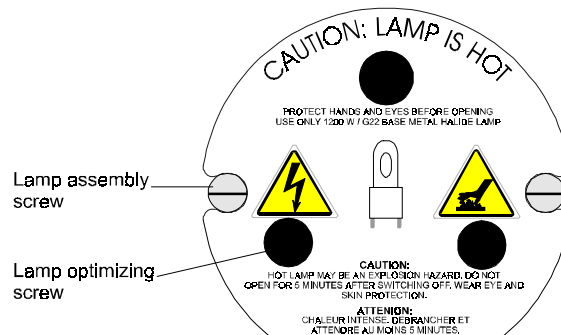 CAUTION: LAMP IS HOT
PROTECT HANDS AND EYES BEFORE OPENING
USE ONLY 1200 W / G22 BASE METAL HALIDE LAMP
Lamp assembly
screw
Lamp optimizing
screw
CAUTION:
HOT LAMP MAY BE AN EXPLOSION HAZARD. DO NOT
OPEN FOR 5 MINUTES AFTER SWITCHING OFF. WEAR EYE AND
SKIN PROTECTION.
ATTENION:
CHALEUR INTENSE. DEBRANCHER ET
ATTENDRE AU MOINS 5 MINUTES.